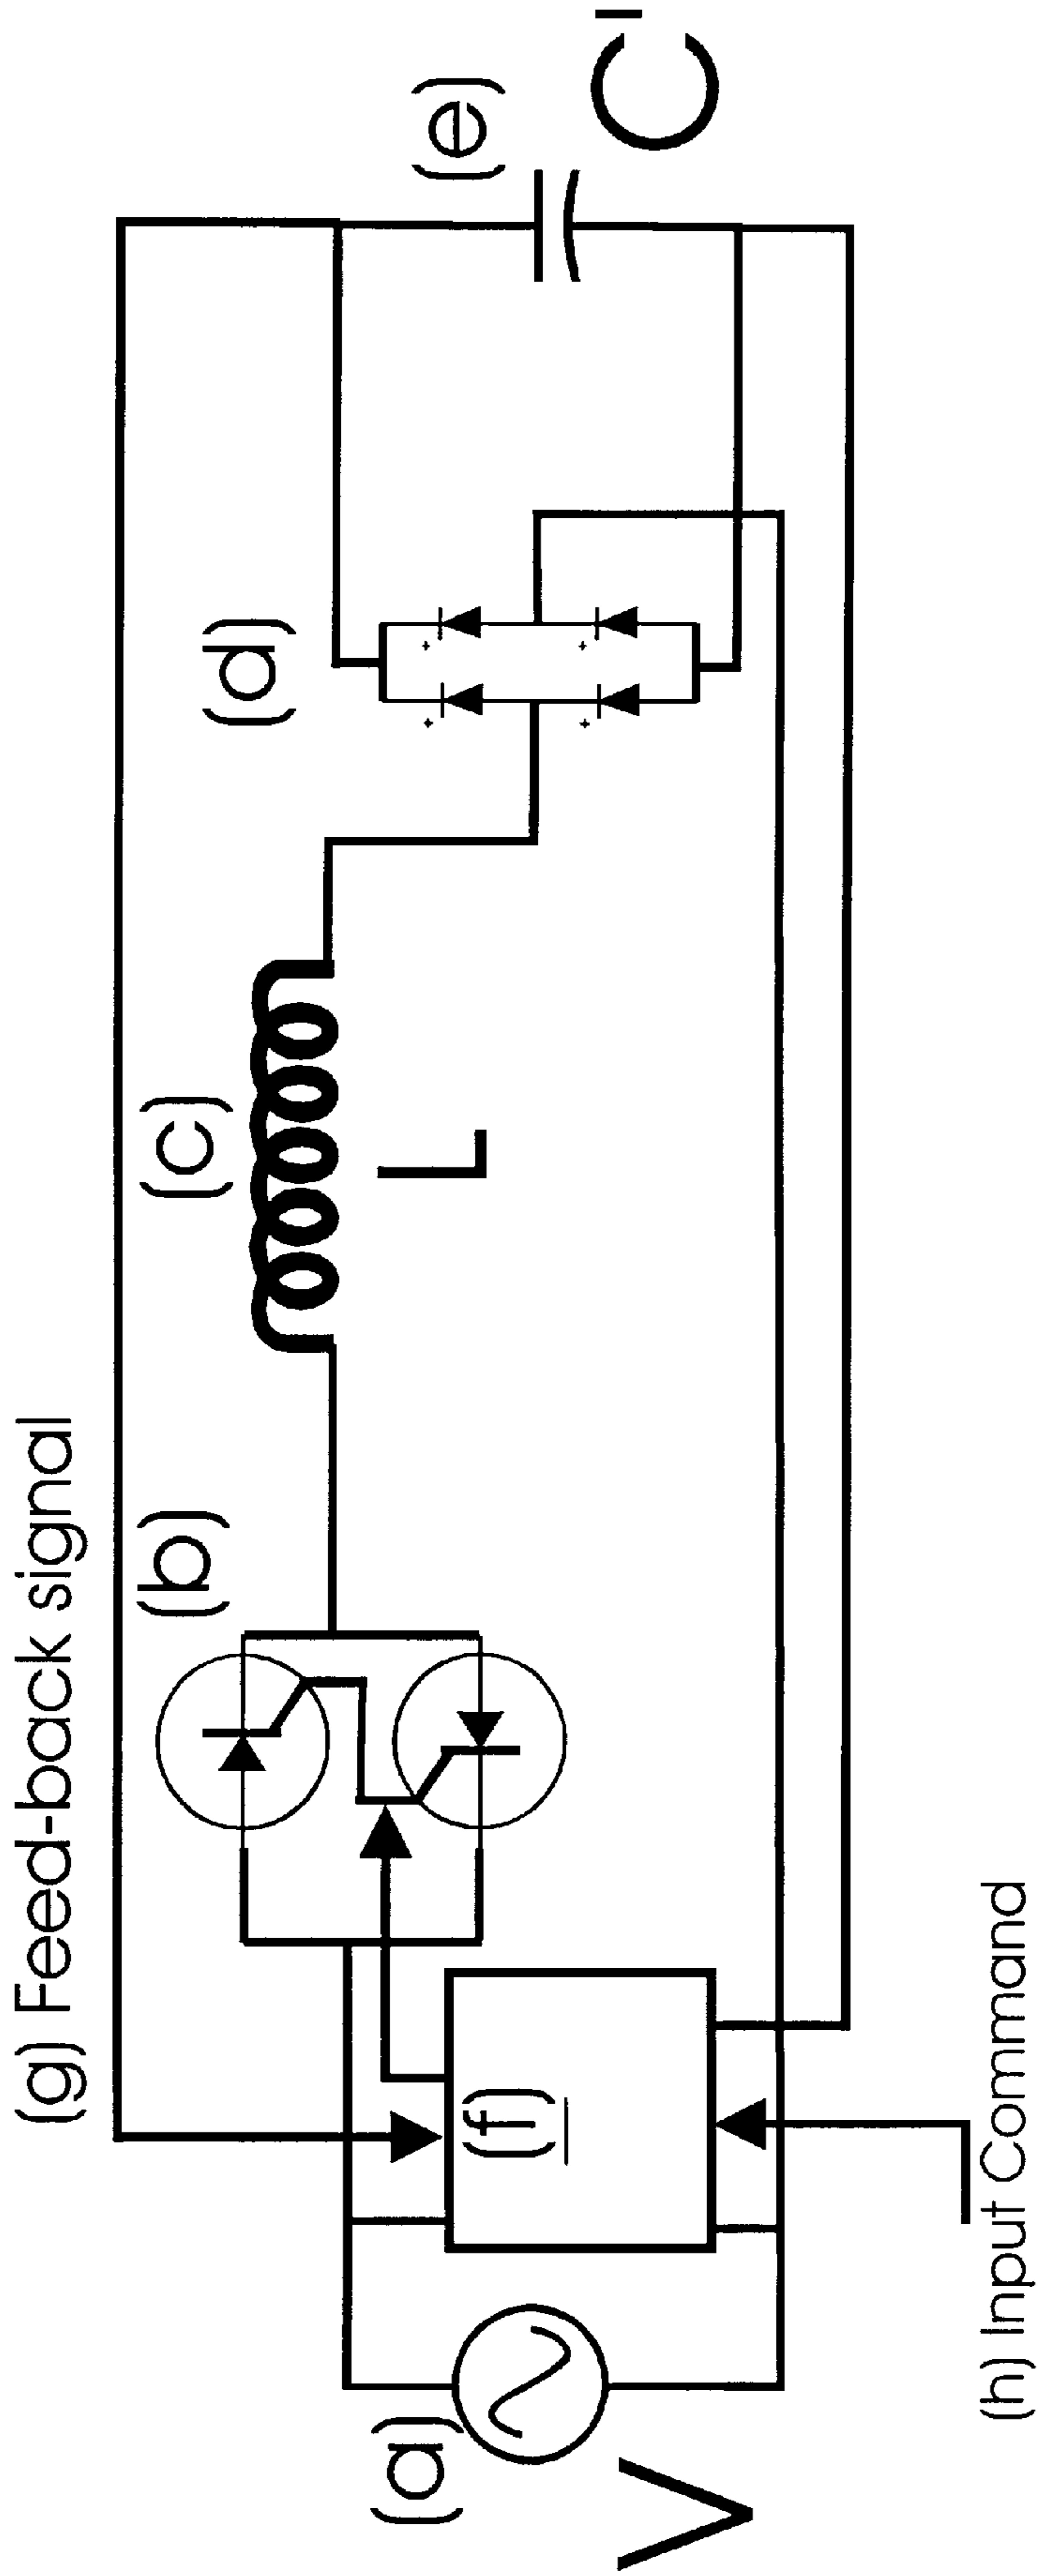 (g) Feed-back signal
(b)
(c)
(d)
(e)
L
C'
(a)
V
(f)
(h) Input Command